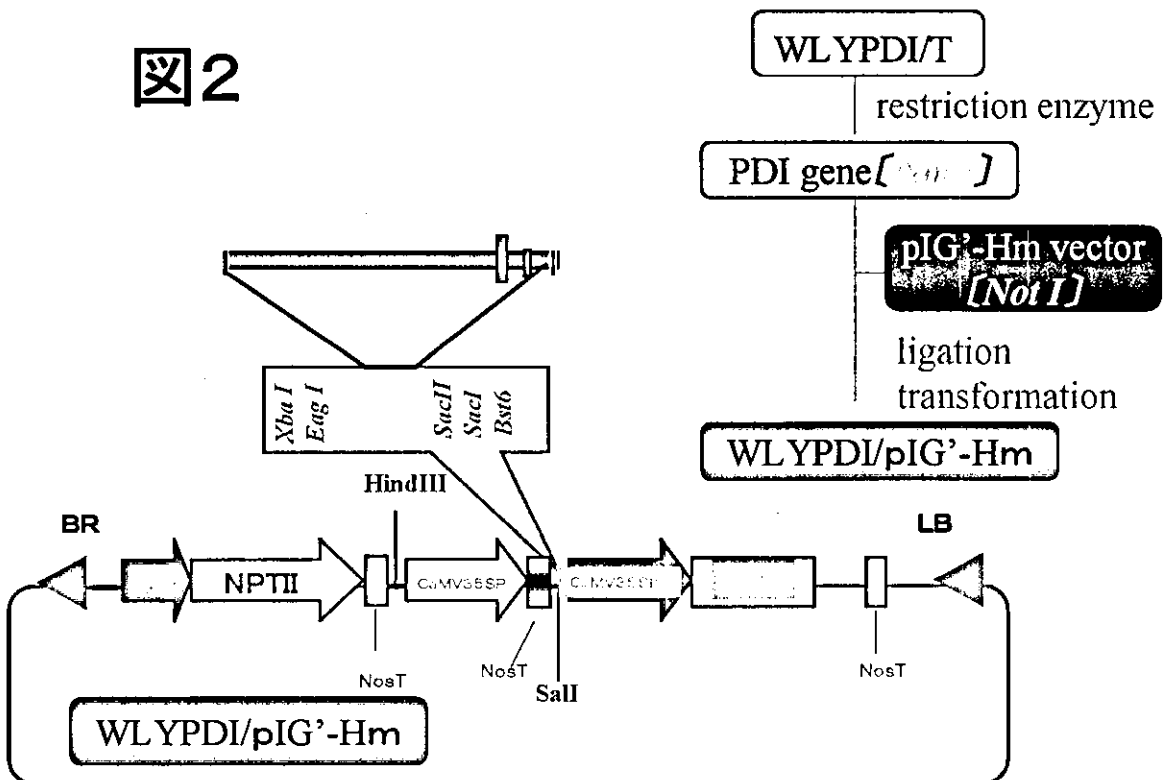 図2
WLYPDI/T
restriction enzyme
PDI gene [ ]
pIG'-Hm vector
[Not I]
ligation
transformation
WLYPDI/pIG'-Hm
Xba I
Eag I
SacII
SacI
Bst6
HindIII
BR
LB
NPTII
CaMV35SP
CaMV35SP
NosT
NosT
SalI
NosT
WLYPDI/pIG'-Hm